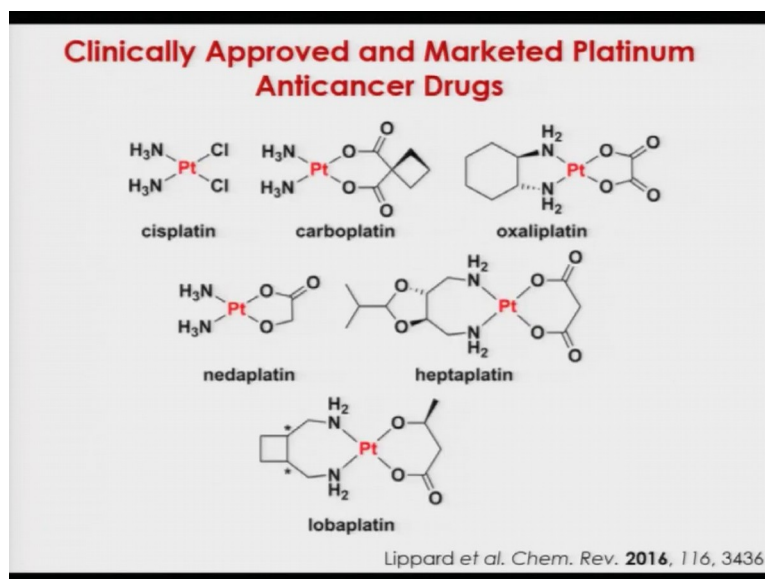 Clinically Approved and Marketed Platinum
Anticancer Drugs
H₃N
Cl
Pt
H₃N
Cl
cisplatin
H₃N
O
O
Pt
H₃N
O
O
carboplatin
H₂
N
O
O
Pt
N
O
O
H₂
oxaliplatin
H₃N
O
O
Pt
H₃N
O
nedaplatin
H₂
O
N
O
O
Pt
O
N
O
H₂
O
heptaplatin
H₂
*
N
O
Pt
*
N
O
H₂
O
lobaplatin
Lippard et al. Chem. Rev. 2016, 116, 3436